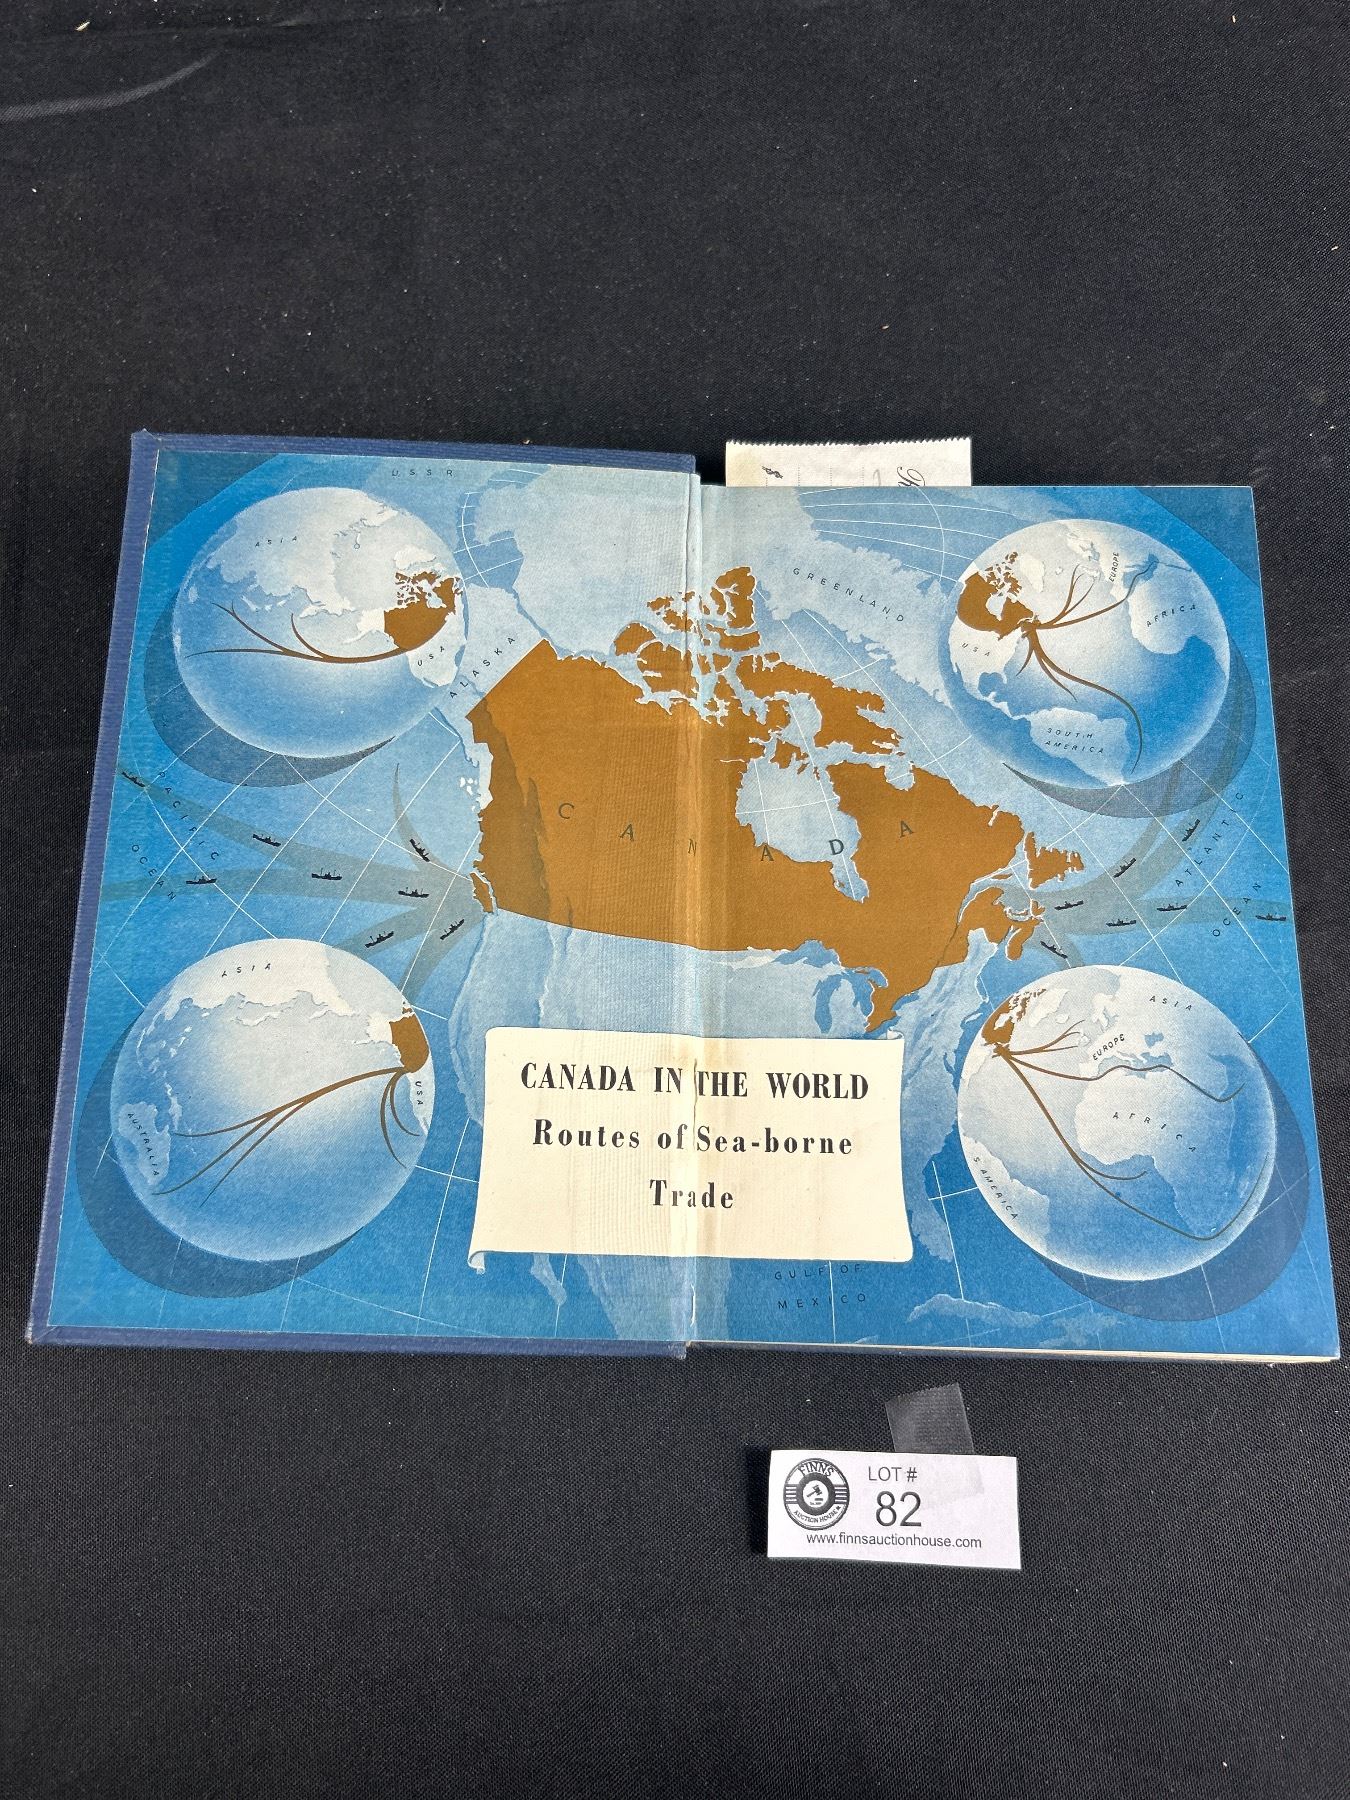 USSR
ASIA
USA
ALASKA
GREENLAND
EUROPE
AFRICA
USA
SOUTH
AMERICA
CANADA
PACIFIC
OCEAN
ATLANTIC
OCEAN
ASIA
USA
AUSTRALIA
ASIA
EUROPE
AFRICA
S. AMERICA
CANADA IN THE WORLD
Routes of Sea-borne
Trade
GULF OF
MEXICO
FINNS
AUCTION HOUSE
LOT #
82
www.finnsauctionhouse.com